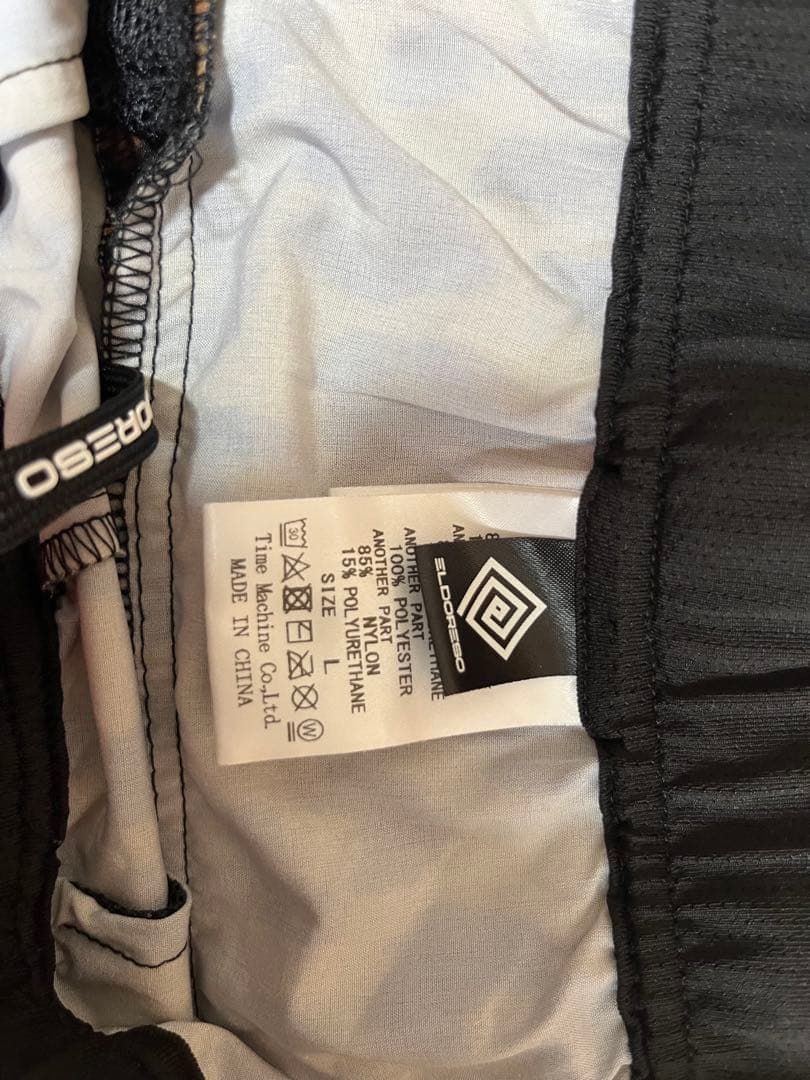 ELDORESO
ANOTHER PART
100% POLYESTER
ANOTHER PART
85% NYLON
15% POLYURETHANE
SIZE L
30
W
Time Machine Co.,Ltd.
MADE IN CHINA